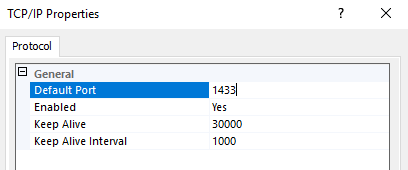 TCP/IP Properties ? ×
Protocol
General
Default Port 1433
Enabled Yes
Keep Alive 30000
Keep Alive Interval 1000